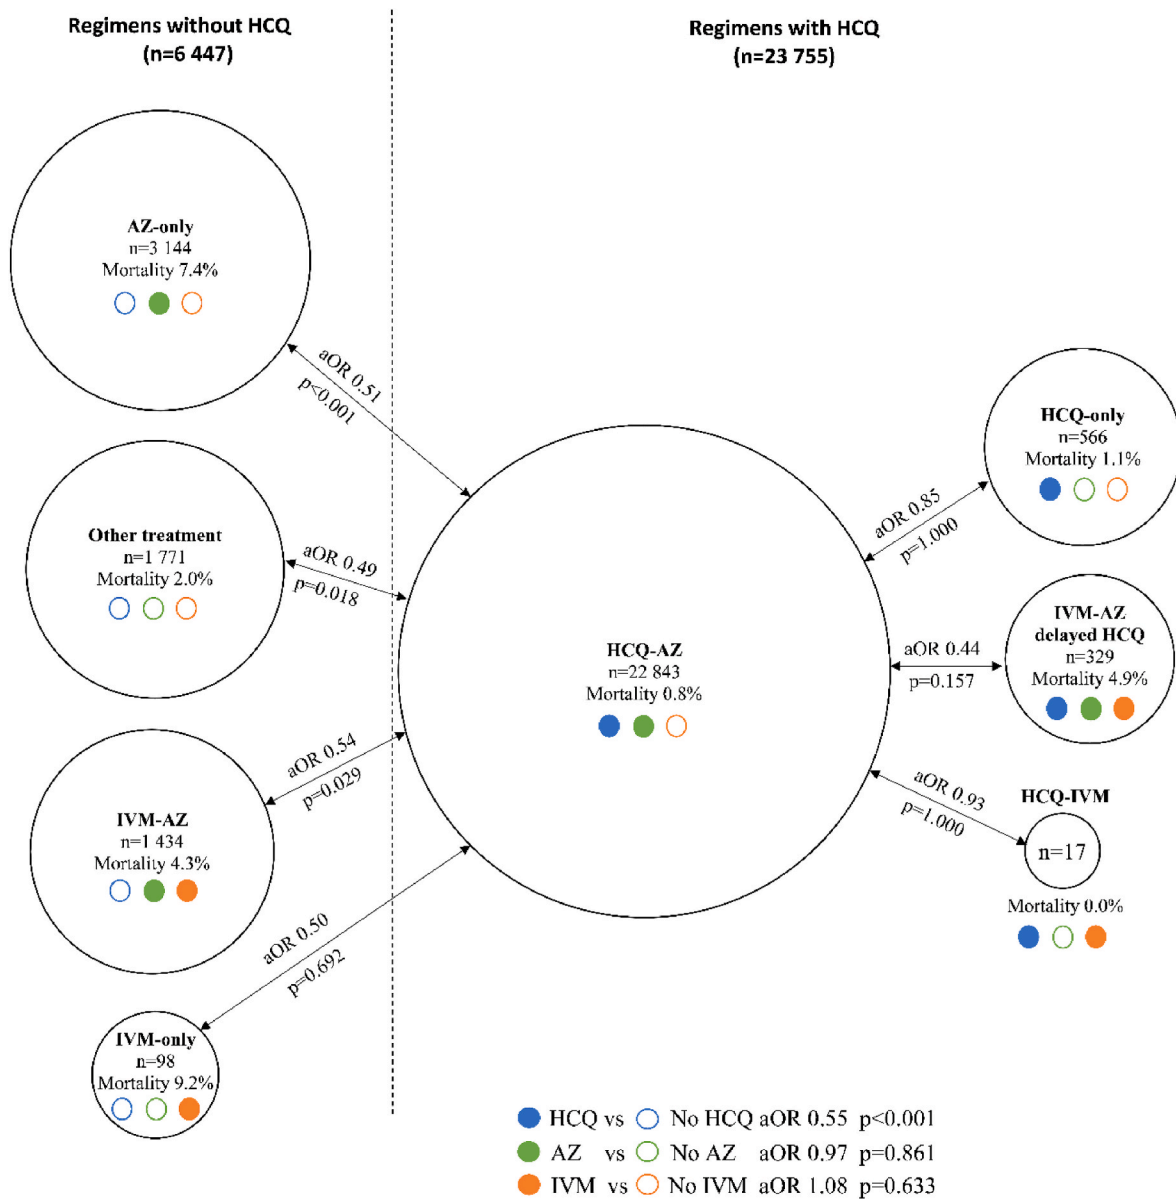 Regimens without HCQ
(n=6 447)
Regimens with HCQ
(n=23 755)
AZ-only
n=3 144
Mortality 7.4%
aOR 0.51
p<0.001
Other treatment
n=1 771
Mortality 2.0%
aOR 0.49
p=0.018
IVM-AZ
n=1 434
Mortality 4.3%
aOR 0.54
p=0.029
IVM-only
n=98
Mortality 9.2%
aOR 0.50
p=0.692
HCQ-AZ
n=22 843
Mortality 0.8%
HCQ-only
n=566
Mortality 1.1%
aOR 0.85
p=1.000
IVM-AZ
delayed HCQ
n=329
Mortality 4.9%
aOR 0.44
p=0.157
HCQ-IVM
n=17
Mortality 0.0%
aOR 0.93
p=1.000
HCQ vs No HCQ aOR 0.55 p<0.001
AZ vs No AZ aOR 0.97 p=0.861
IVM vs No IVM aOR 1.08 p=0.633